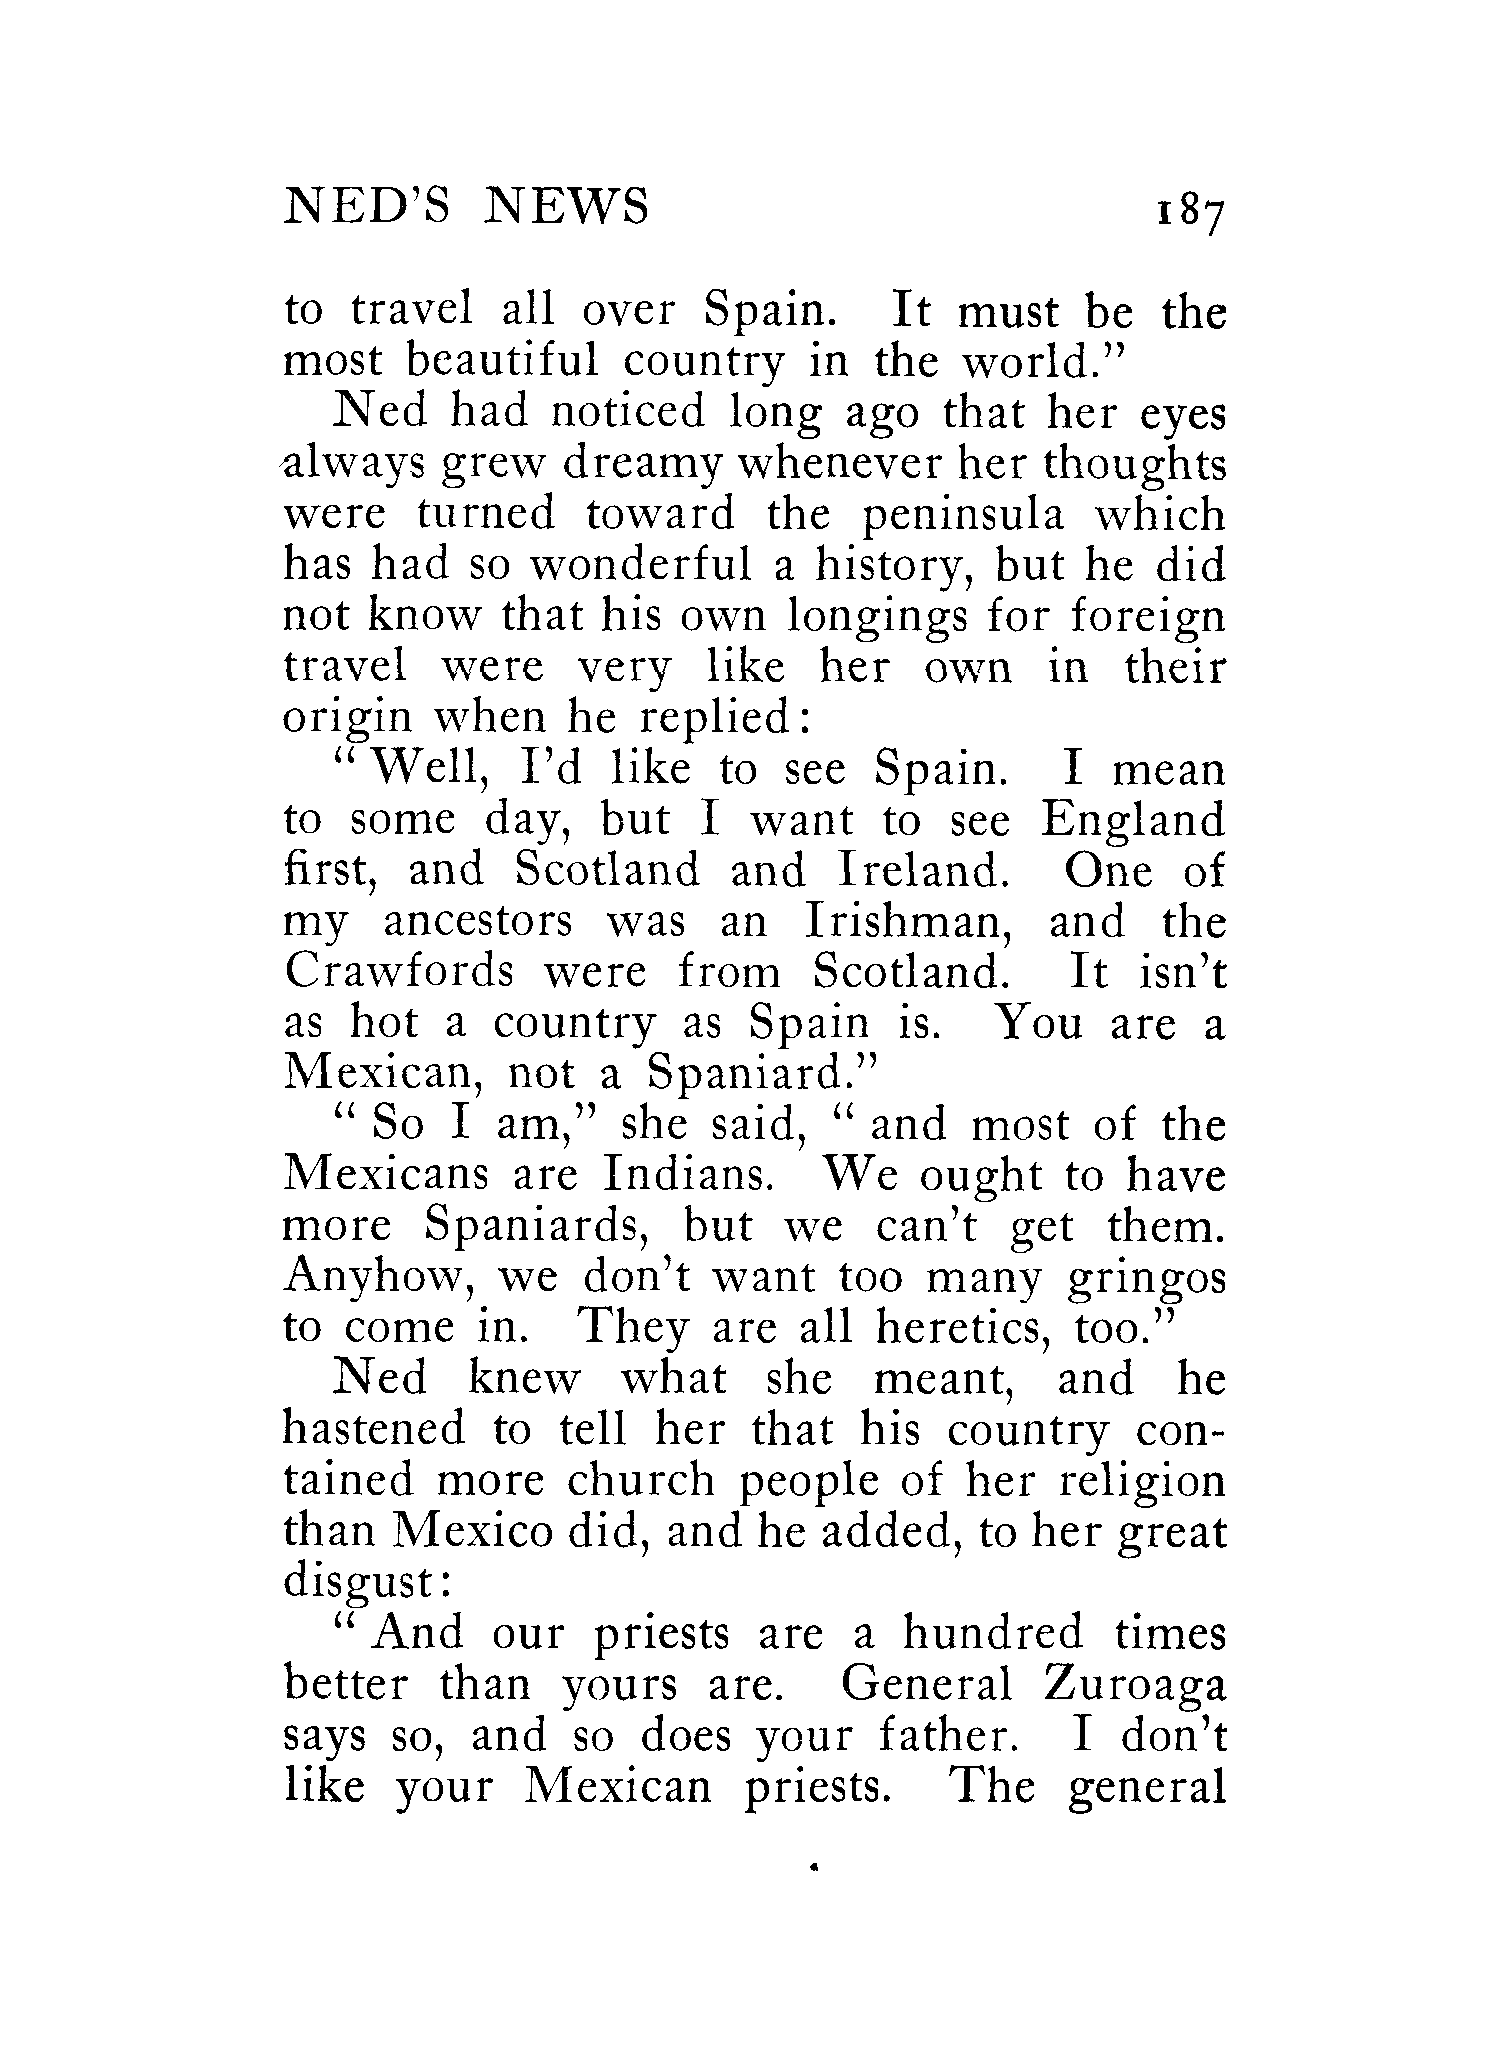 NED'S NEWS 187
to travel all over Spain. It must be the
most beautiful country in the world."
Ned had noticed long ago that her eyes
always grew dreamy whenever her thoughts
were turned toward the peninsula which
has had so wonderful a history, but he did
not know that his own longings for foreign
travel were very like her own in their
origin when he replied:
"Well, I'd like to see Spain. I mean
to some day, but I want to see England
first, and Scotland and Ireland. One of
my ancestors was an Irishman, and the
Crawfords were from Scotland. It isn't
as hot a country as Spain is. You are a
Mexican, not a Spaniard."
"So I am," she said, "and most of the
Mexicans are Indians. We ought to have
more Spaniards, but we can't get them.
Anyhow, we don't want too many gringos
to come in. They are all heretics, too."
Ned knew what she meant, and he
hastened to tell her that his country con-
tained more church people of her religion
than Mexico did, and he added, to her great
disgust:
"And our priests are a hundred times
better than yours are. General Zuroaga
says so, and so does your father. I don't
like your Mexican priests. The general